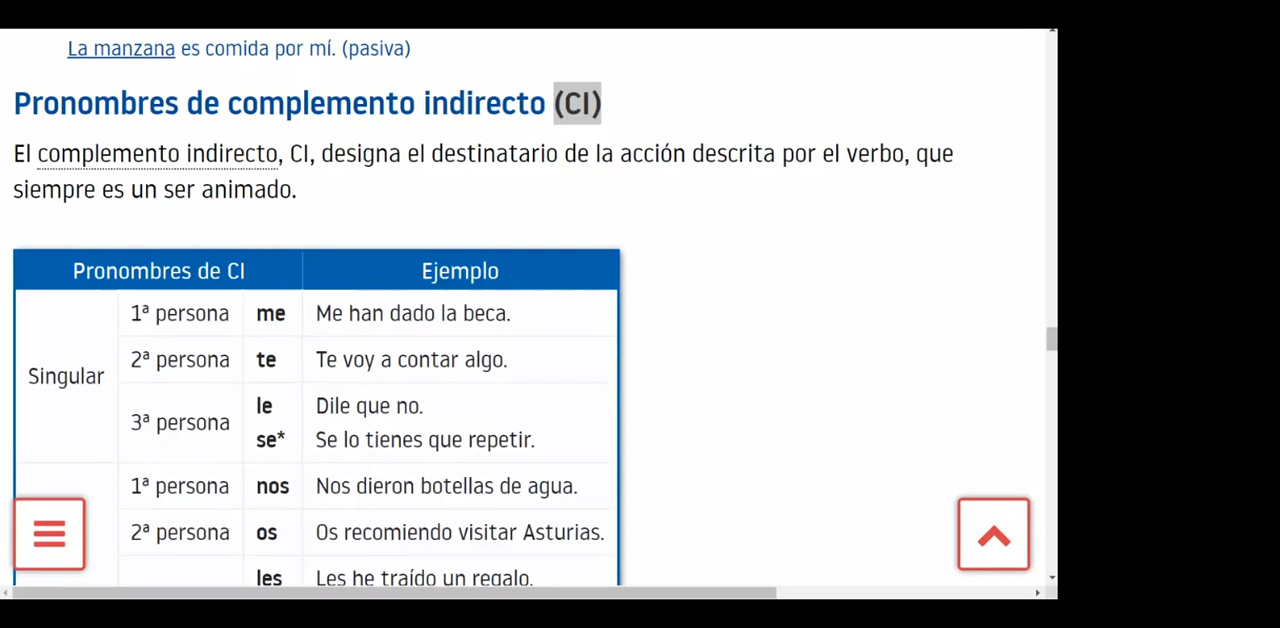 La manzana es comida por mí. (pasiva)
Pronombres de complemento indirecto (CI)
El complemento indirecto, CI, designa el destinatario de la acción descrita por el verbo, que
siempre es un ser animado.
Pronombres de CI Ejemplo
Singular
1ª persona me Me han dado la beca.
2ª persona te Te voy a contar algo.
3ª persona
le Dile que no.
se* Se lo tienes que repetir.
1ª persona nos Nos dieron botellas de agua.
2ª persona os Os recomiendo visitar Asturias.
les Les he traído un regalo.